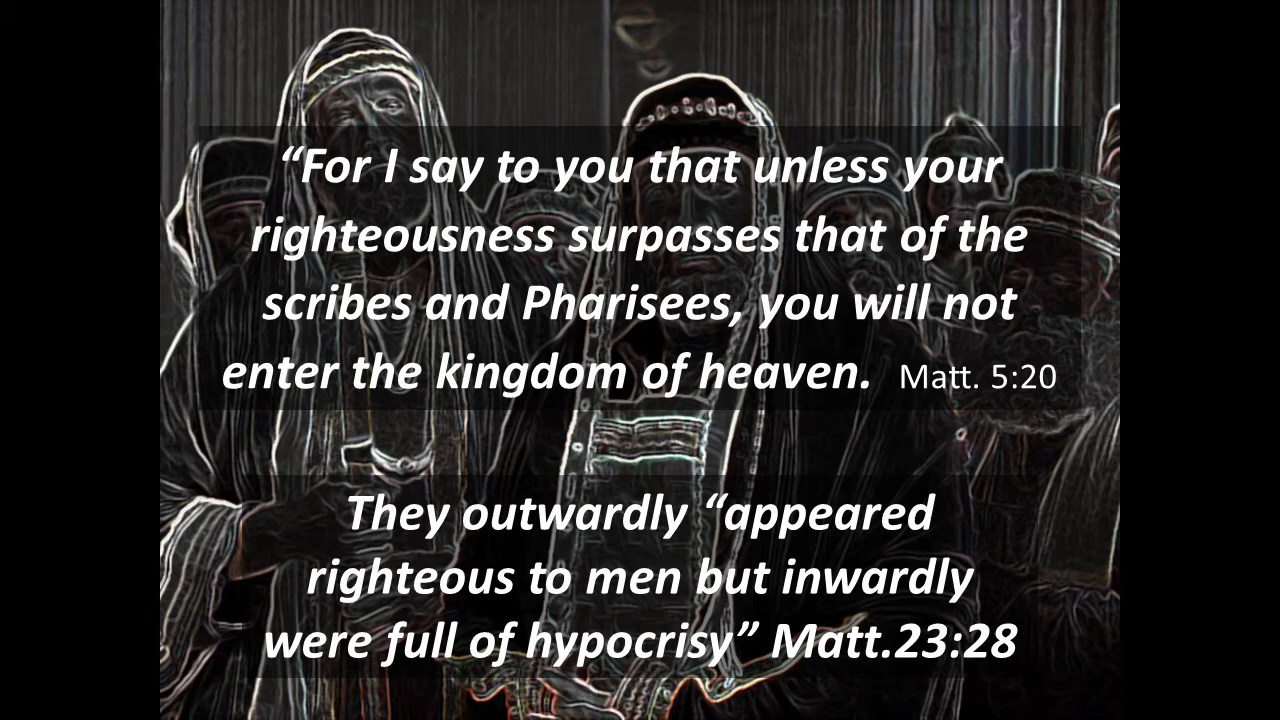 “For I say to you that unless your
righteousness surpasses that of the
scribes and Pharisees, you will not
enter the kingdom of heaven. Matt. 5:20
They outwardly “appeared
righteous to men but inwardly
were full of hypocrisy” Matt.23:28